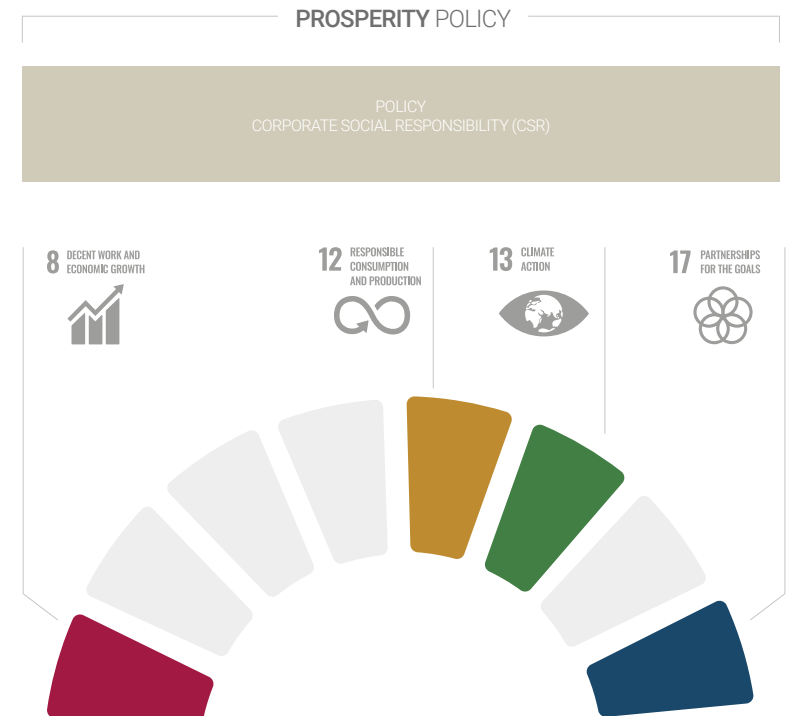 PROSPERITY POLICY
POLICY
CORPORATE SOCIAL RESPONSIBILITY (CSR)
8 DECENT WORK AND
ECONOMIC GROWTH
12 RESPONSIBLE
CONSUMPTION
AND PRODUCTION
13 CLIMATE
ACTION
17 PARTNERSHIPS
FOR THE GOALS